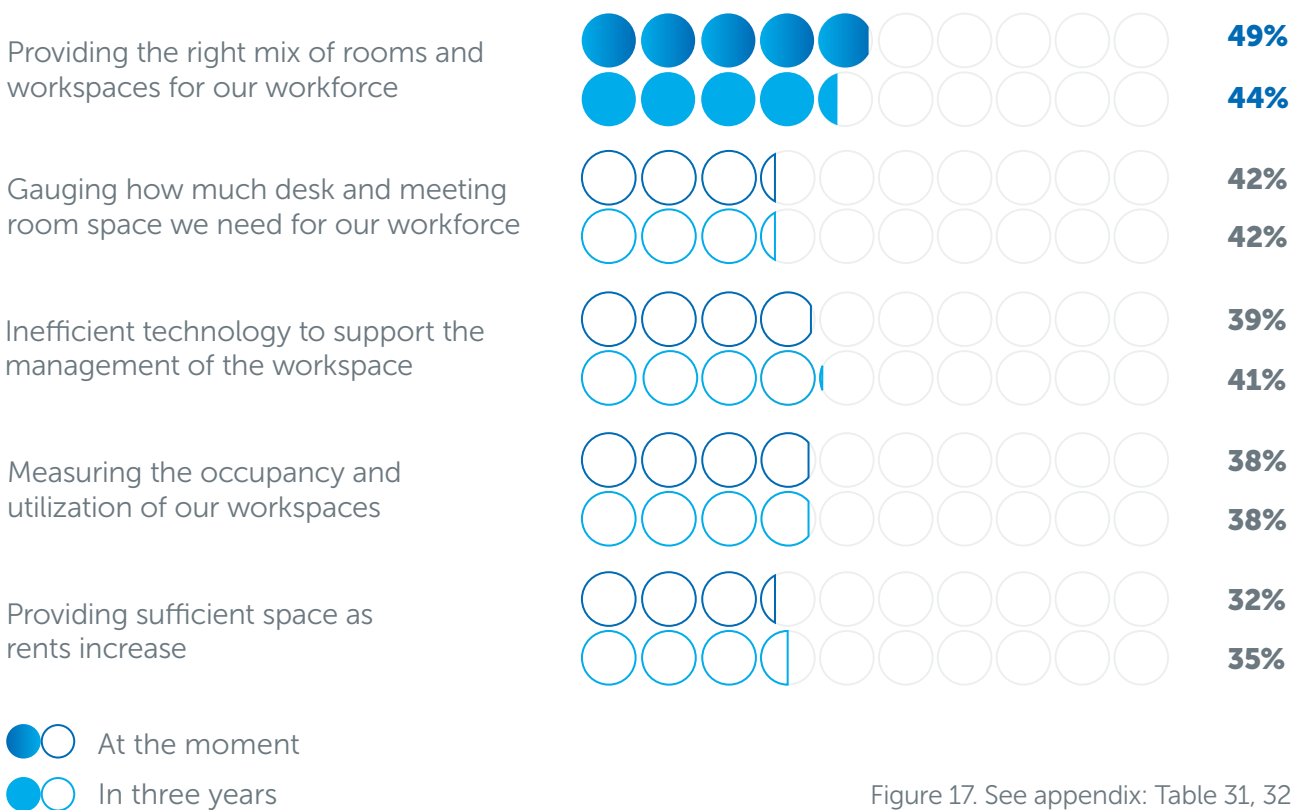 Providing the right mix of rooms and
workspaces for our workforce
49%
44%
Gauging how much desk and meeting
room space we need for our workforce
42%
42%
Inefficient technology to support the
management of the workspace
39%
41%
Measuring the occupancy and
utilization of our workspaces
38%
38%
Providing sufficient space as
rents increase
32%
35%
At the moment
In three years
Figure 17. See appendix: Table 31, 32